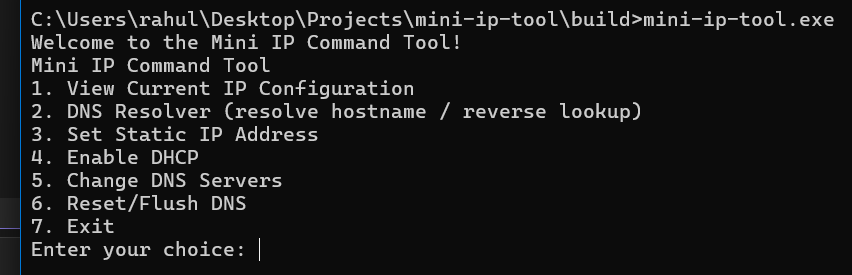 C:\Users\rahul\Desktop\Projects\mini-ip-tool\build>mini-ip-tool.exe
Welcome to the Mini IP Command Tool!
Mini IP Command Tool
1. View Current IP Configuration
2. DNS Resolver (resolve hostname / reverse lookup)
3. Set Static IP Address
4. Enable DHCP
5. Change DNS Servers
6. Reset/Flush DNS
7. Exit
Enter your choice: